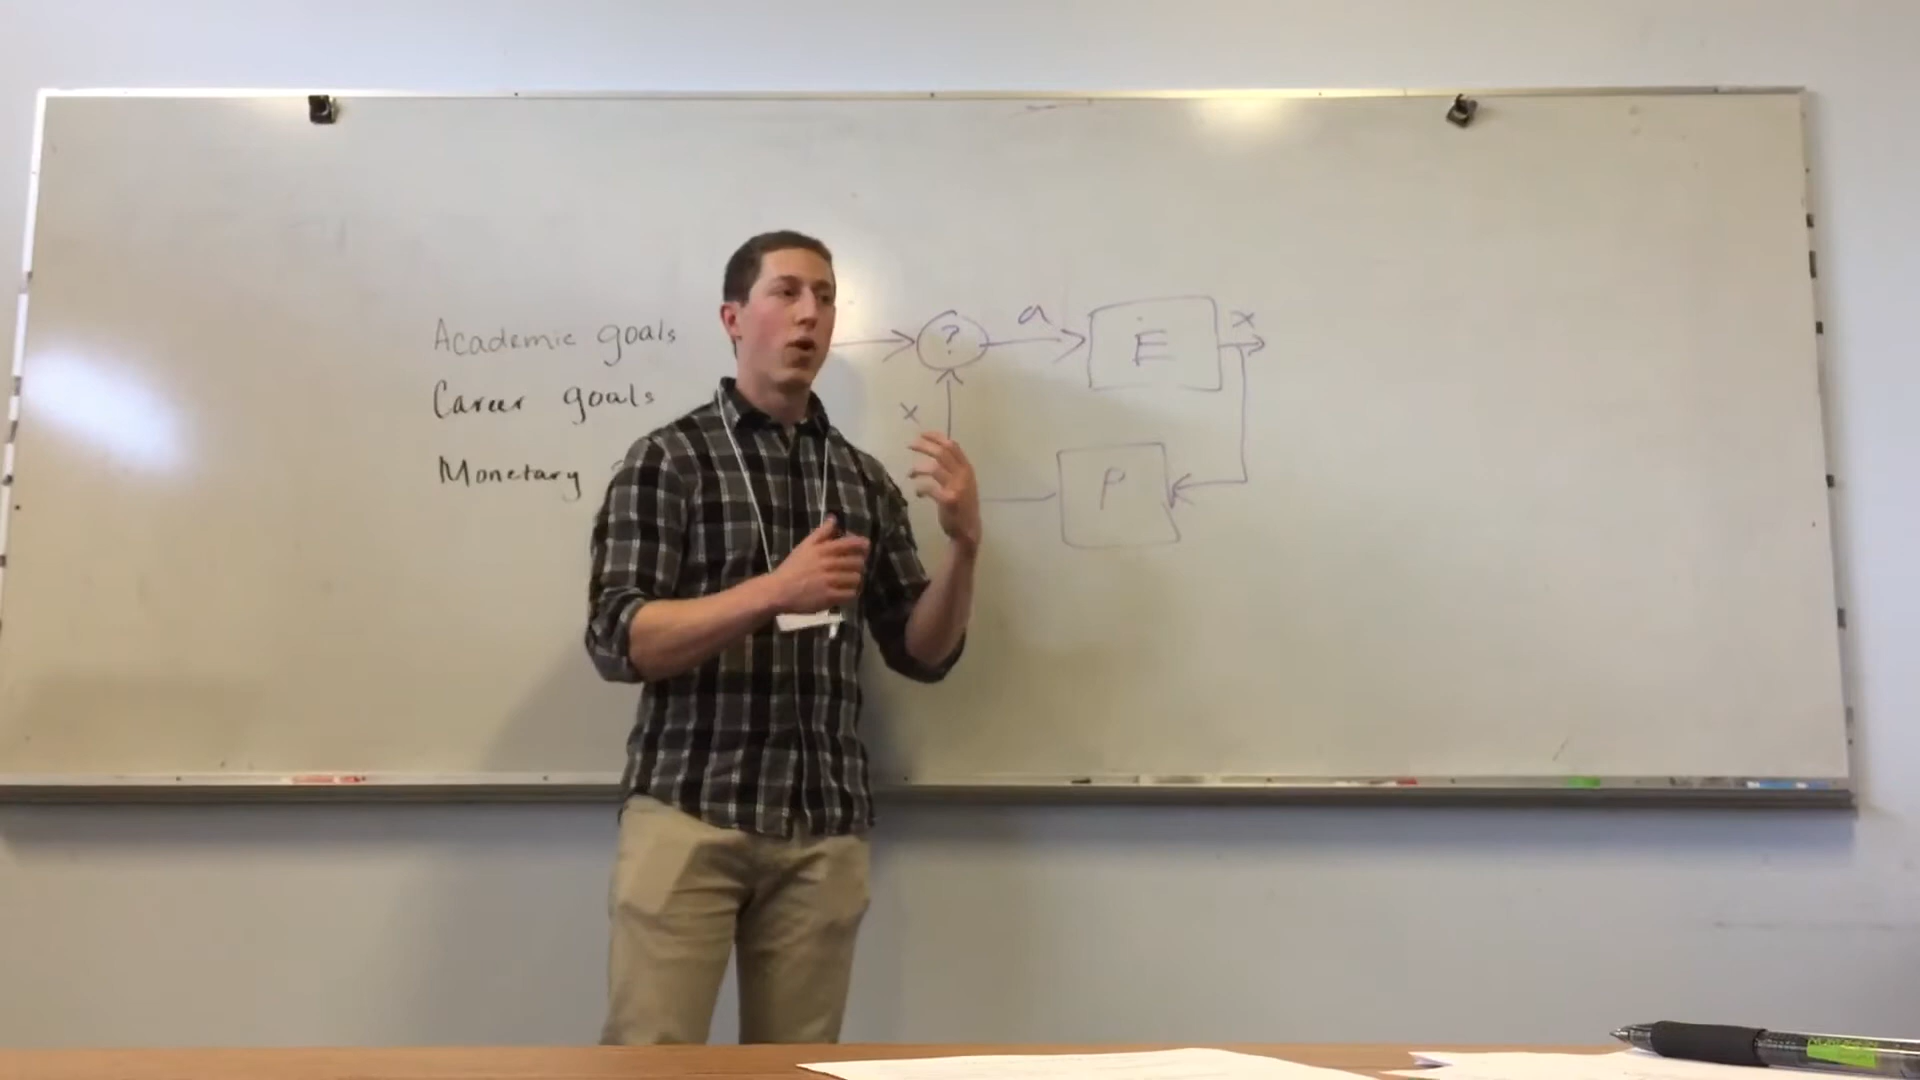 Academic goals
Career goals
Monetary
? a E x
x
P